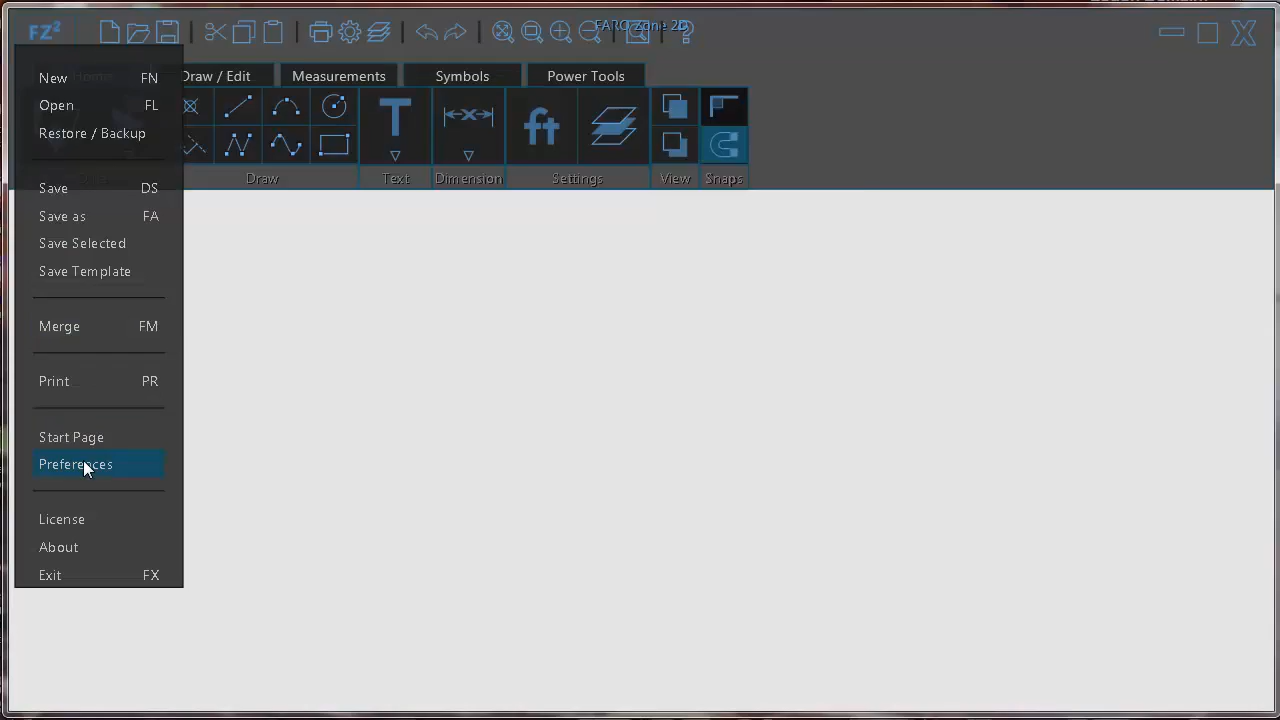 FZ²
FARO Zone 2D
Draw / Edit
Measurements
Symbols
Power Tools
New FN
Open FL
Restore / Backup
Save DS
Save as FA
Save Selected
Save Template
Merge FM
Print PR
Start Page
Preferences
License
About
Exit FX
T
x
ft
Draw
Text
Dimension
Settings
View
Snaps